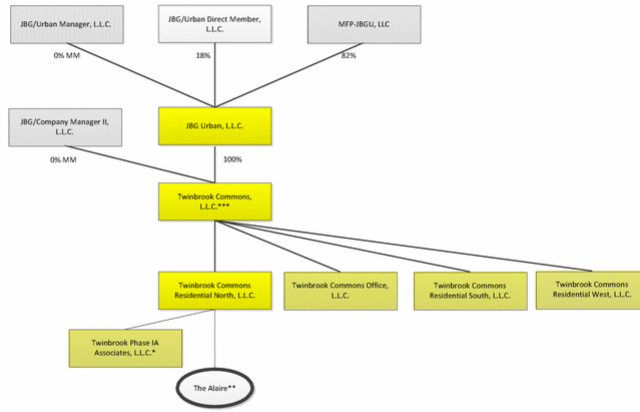 JBG/Urban Manager, L.L.C.
JBG/Urban Direct Member,
L.L.C.
MFP-JBGU, LLC
0% MM
18%
82%
JBG/Company Manager II,
L.L.C.
JBG Urban, L.L.C.
0% MM
100%
Twinbrook Commons,
L.L.C.***
Twinbrook Commons
Residential North, L.L.C.
Twinbrook Commons Office,
L.L.C.
Twinbrook Commons
Residential South, L.L.C.
Twinbrook Commons
Residential West, L.L.C.
Twinbrook Phase IA
Associates, L.L.C.*
The Alaire**